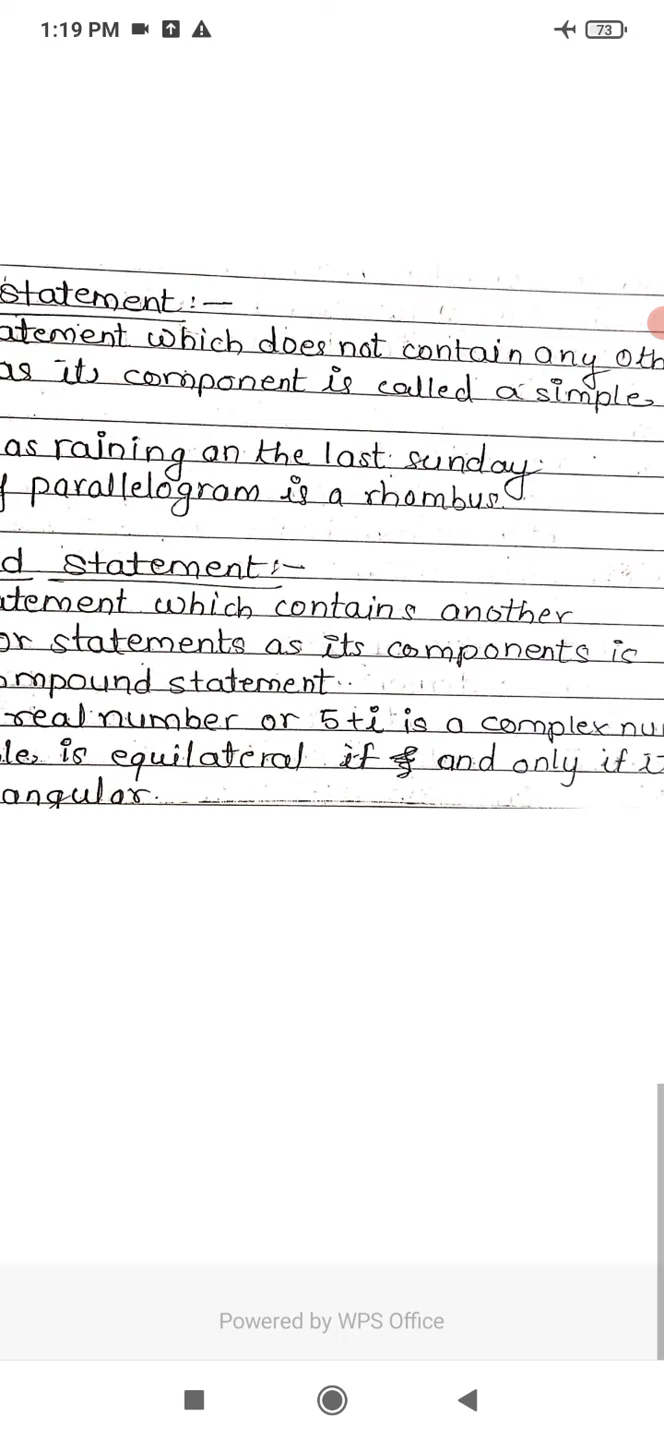 1:19 PM
73
statement :-
atement which does not contain any oth
as its component is called a simple
as raining on the last sunday.
f parallelogram is a rhombus.
d statement :-
atement which contains another
or statements as its components is
ompound statement.
real number or 5+i is a complex nu
le, is equilateral if and only if it
angular.
Powered by WPS Office